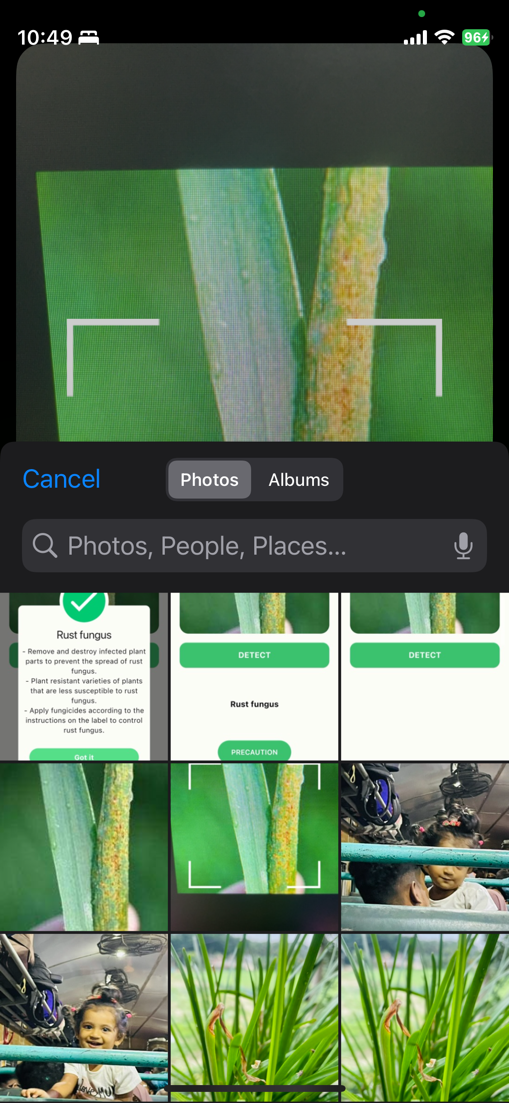 10:49
96
Cancel
Photos
Albums
Photos, People, Places...
Rust fungus
- Remove and destroy infected plant
parts to prevent the spread of rust
fungus.
- Plant resistant varieties of plants
that are less susceptible to rust
fungus.
- Apply fungicides according to the
instructions on the label to control
rust fungus.
Got it
DETECT
Rust fungus
PRECAUTION
DETECT